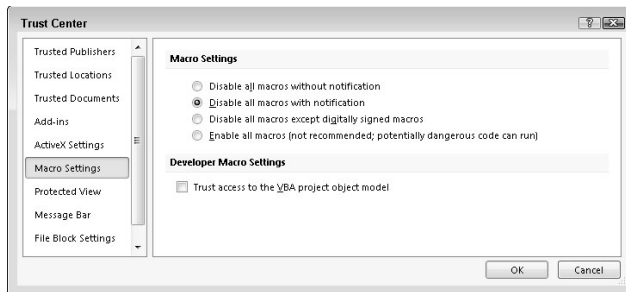 Trust Center
Trusted Publishers
Trusted Locations
Trusted Documents
Add-ins
ActiveX Settings
Macro Settings
Protected View
Message Bar
File Block Settings
Macro Settings
Disable all macros without notification
Disable all macros with notification
Disable all macros except digitally signed macros
Enable all macros (not recommended; potentially dangerous code can run)
Developer Macro Settings
Trust access to the VBA project object model
OK
Cancel